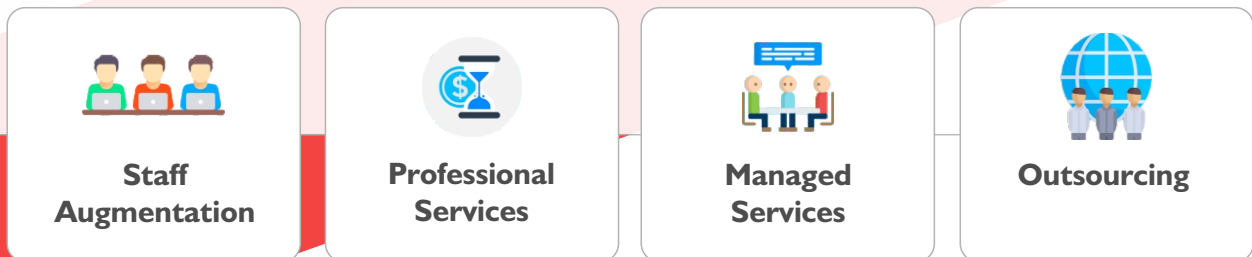 Staff
Augmentation
Professional
Services
Managed
Services
Outsourcing